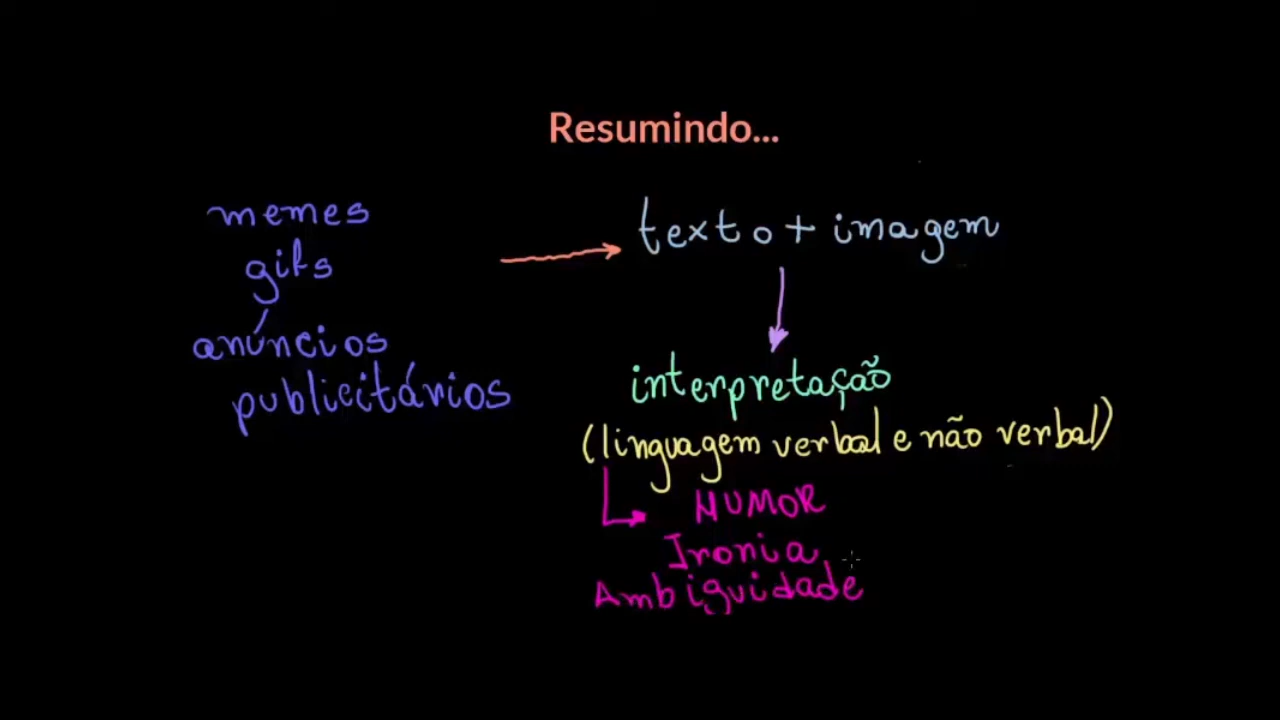 Resumindo...
memes
gifs
anúncios
publicitários
texto + imagem
interpretação
(linguagem verbal e não verbal)
HUMOR
Ironia
Ambiguidade